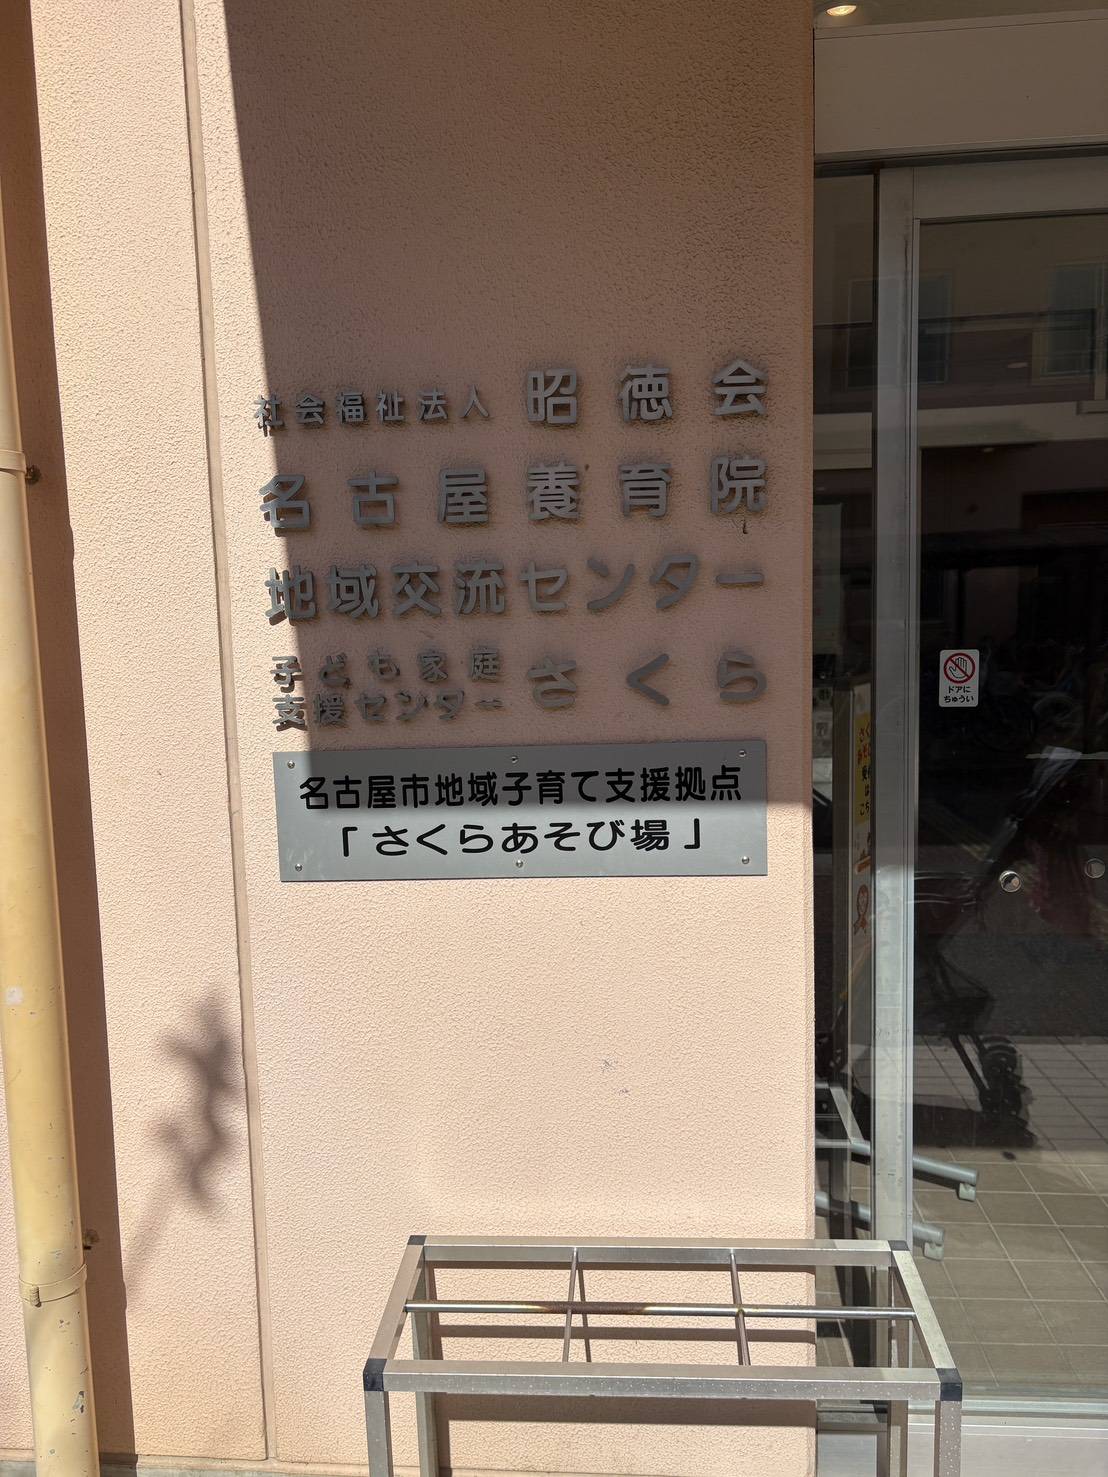 社会福祉法人 昭徳会
名古屋養育院
地域交流センター
子ども家庭
支援センター さくら
名古屋市地域子育て支援拠点
「さくらあそび場」
ドアに
ちゅうい